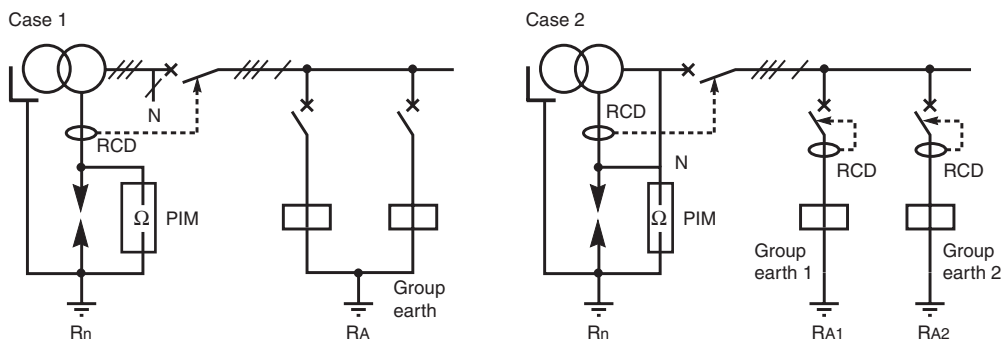 Case 1
N
RCD
Ω
PIM
Group
earth
Rn
RA
Case 2
RCD
N
Ω
PIM
RCD
RCD
Group
earth 1
Group
earth 2
Rn
RA1
RA2